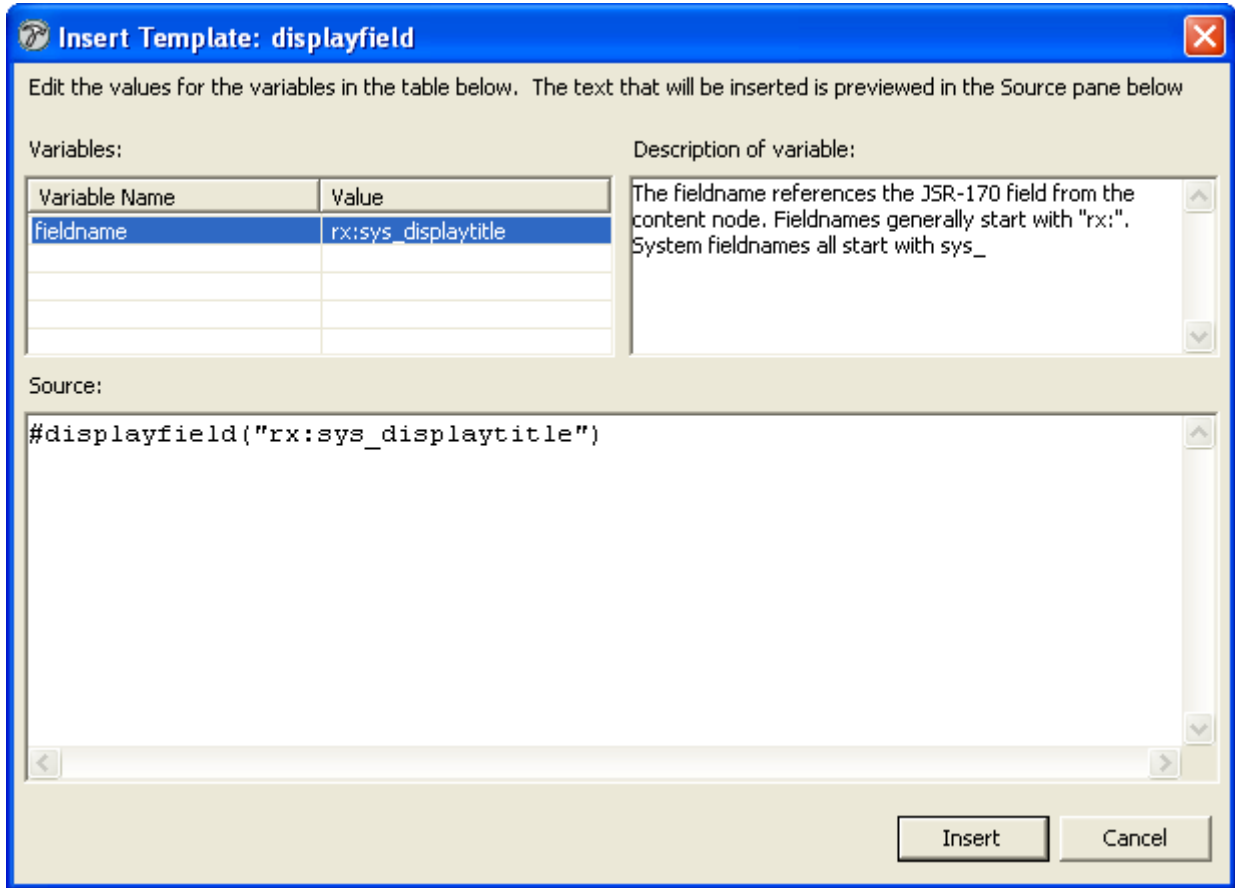 Insert Template: displayfield
Edit the values for the variables in the table below.  The text that will be inserted is previewed in the Source pane below
Variables:
Variable Name Value
fieldname rx:sys_displaytitle
Description of variable:
The fieldname references the JSR-170 field from the
content node. Fieldnames generally start with "rx:".
System fieldnames all start with sys_
Source:
#displayfield("rx:sys_displaytitle")
Insert Cancel